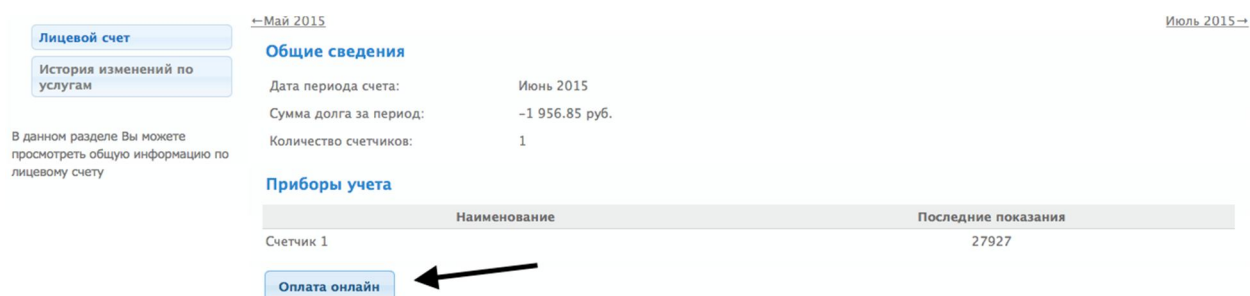 ←Май 2015
Июль 2015→
Лицевой счет
История изменений по
услугам
В данном разделе Вы можете
просмотреть общую информацию по
лицевому счету
Общие сведения
Дата периода счета: Июнь 2015
Сумма долга за период: -1 956.85 руб.
Количество счетчиков: 1
Приборы учета
Наименование Последние показания
Счетчик 1 27927
Оплата онлайн